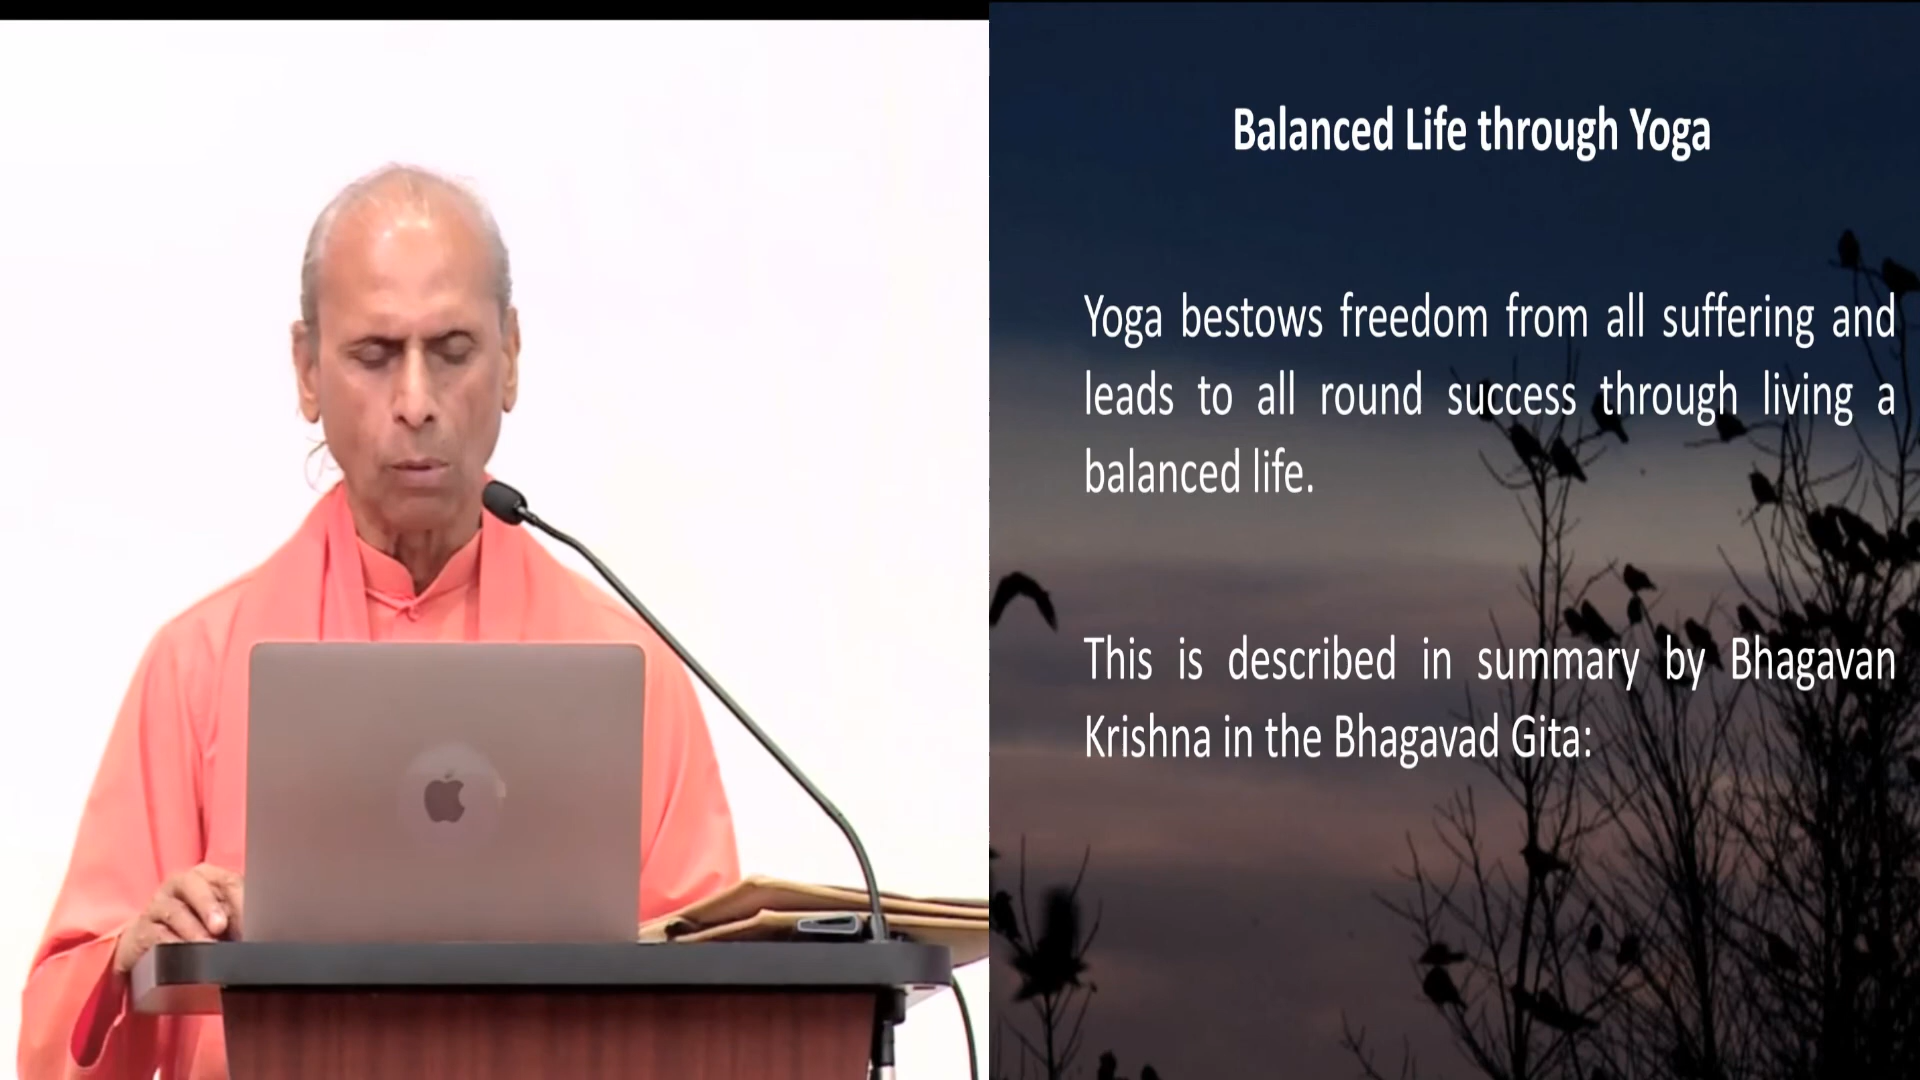 Balanced Life through Yoga
Yoga bestows freedom from all suffering and
leads to all round success through living a
balanced life.
This is described in summary by Bhagavan
Krishna in the Bhagavad Gita: